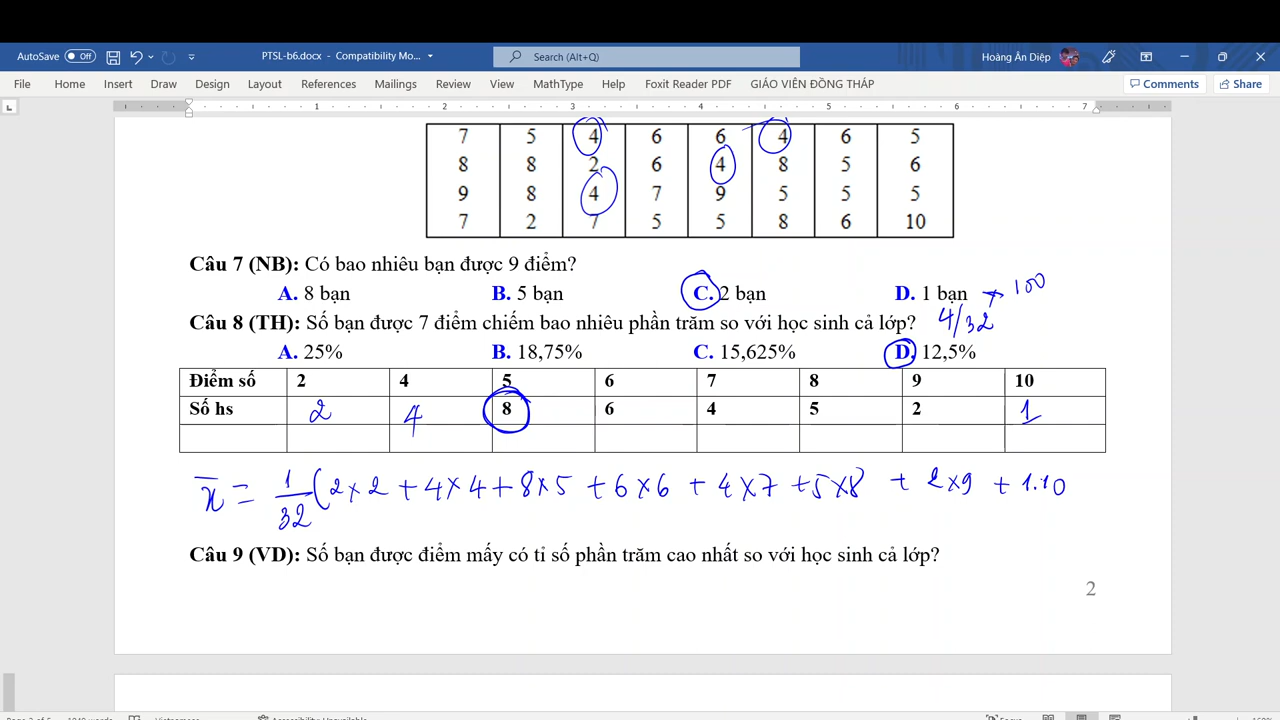 AutoSave Off PTSL-b6.docx - Compatibility Mo... Search (Alt+Q) Hoàng Ân Diệp
File Home Insert Draw Design Layout References Mailings Review View MathType Help Foxit Reader PDF GIÁO VIÊN ĐỒNG THÁP Comments Share
1 2 3 4 5 6 7
7 5 4 6 6 4 6 5
8 8 2 6 4 8 5 6
9 8 4 7 9 5 5 5
7 2 7 5 5 8 6 10
Câu 7 (NB): Có bao nhiêu bạn được 9 điểm?
A. 8 bạn B. 5 bạn C. 2 bạn D. 1 bạn × 100
Câu 8 (TH): Số bạn được 7 điểm chiếm bao nhiêu phần trăm so với học sinh cả lớp? 4/32
A. 25% B. 18,75% C. 15,625% D. 12,5%
Điểm số 2 4 5 6 7 8 9 10
Số hs 2 4 8 6 4 5 2 1
x̄ = 1/32 (2×2 + 4×4 + 8×5 + 6×6 + 4×7 + 5×8 + 2×9 + 1.10
Câu 9 (VD): Số bạn được điểm mấy có tỉ số phần trăm cao nhất so với học sinh cả lớp?
2